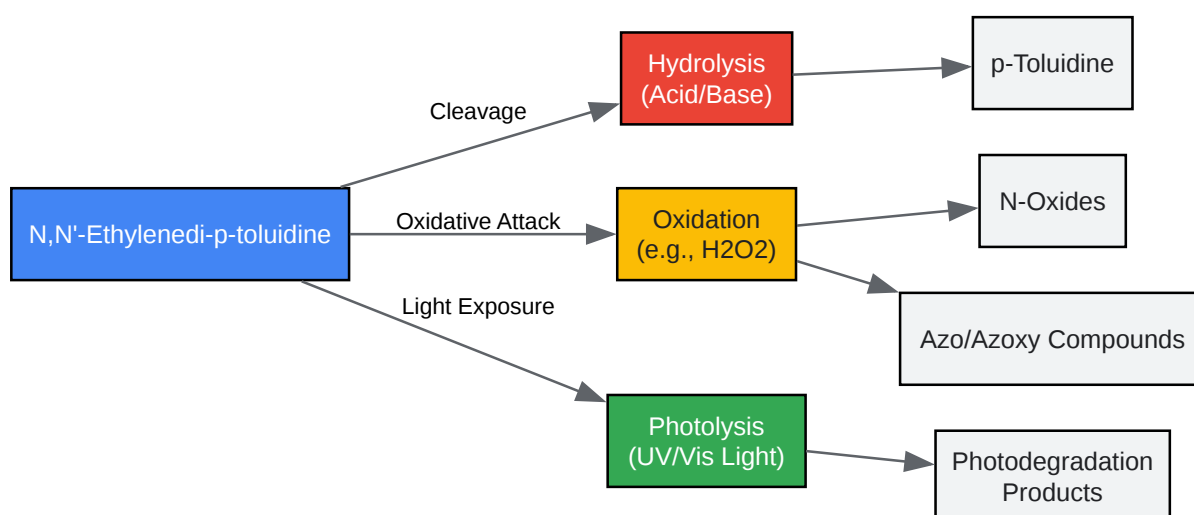 Hydrolysis
(Acid/Base)
p-Toluidine
Cleavage
N,N'-Ethylenedi-p-toluidine
Oxidative Attack
Oxidation
(e.g., H2O2)
N-Oxides
Azo/Azoxy Compounds
Light Exposure
Photolysis
(UV/Vis Light)
Photodegradation
Products